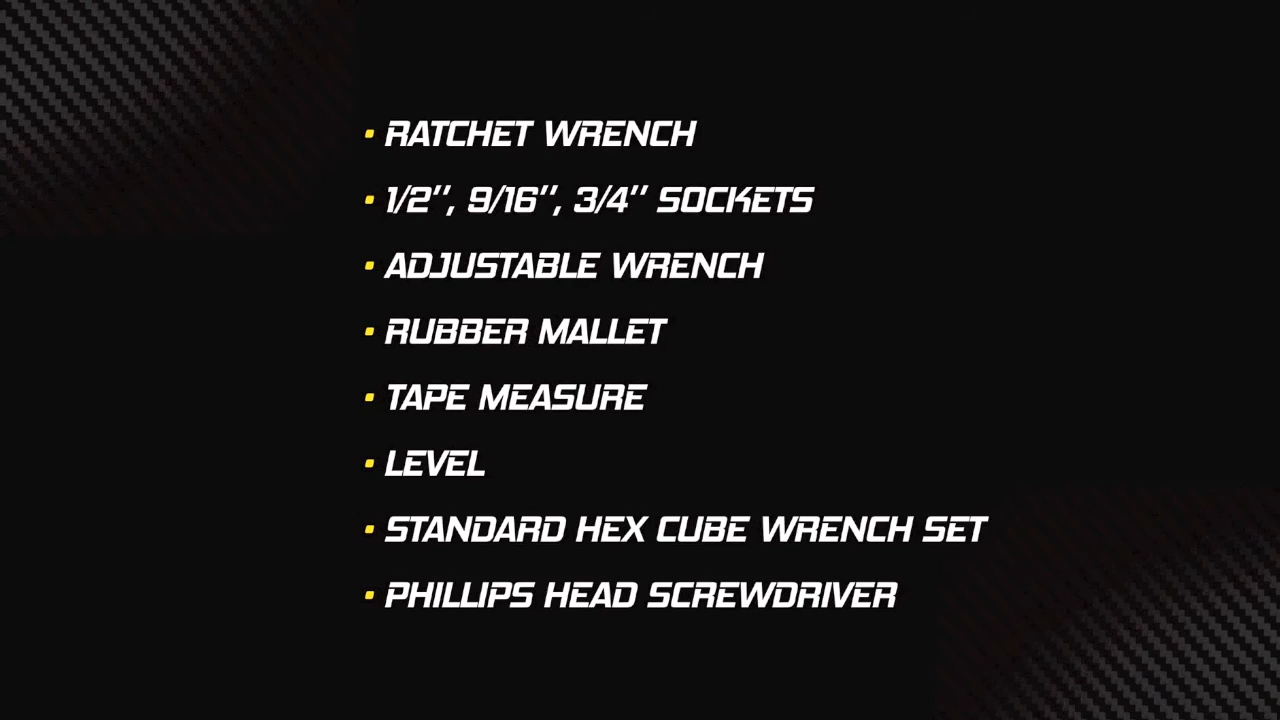 • RATCHET WRENCH
• 1/2", 9/16", 3/4" SOCKETS
• ADJUSTABLE WRENCH
• RUBBER MALLET
• TAPE MEASURE
• LEVEL
• STANDARD HEX CUBE WRENCH SET
• PHILLIPS HEAD SCREWDRIVER